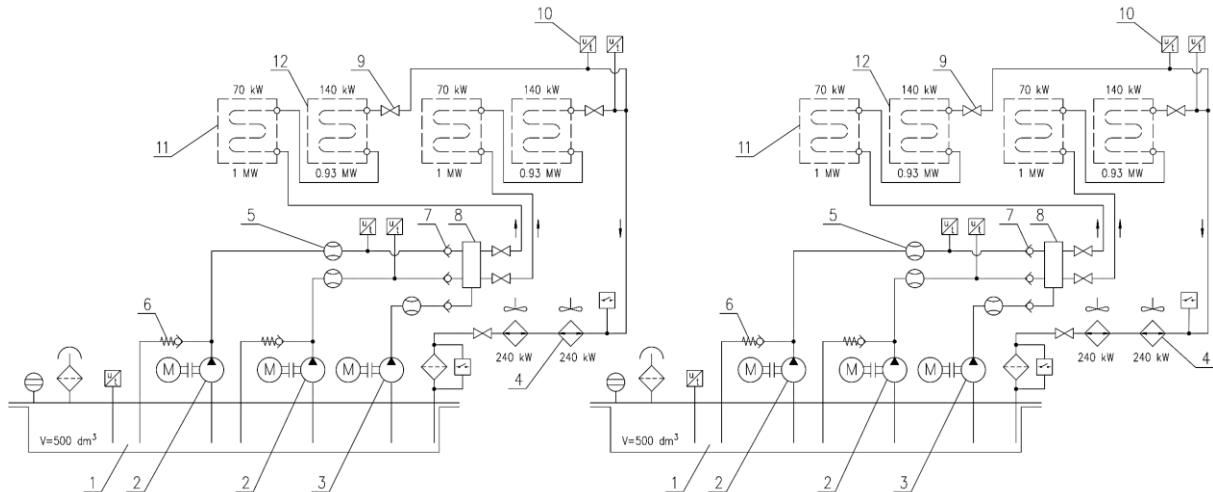 10 10
u/t u/t u/t u/t
12 9 12 9
70 kW 140 kW 70 kW 140 kW 70 kW 140 kW 70 kW 140 kW
11 11
1 MW 0.93 MW 1 MW 0.93 MW 1 MW 0.93 MW 1 MW 0.93 MW
5 7 8 5 7 8
u/t u/t u/t u/t
6 6
240 kW 240 kW 240 kW 240 kW
M M M M M M
4 4
u/t u/t
V=500 dm³ V=500 dm³
1 2 2 3 1 2 2 3